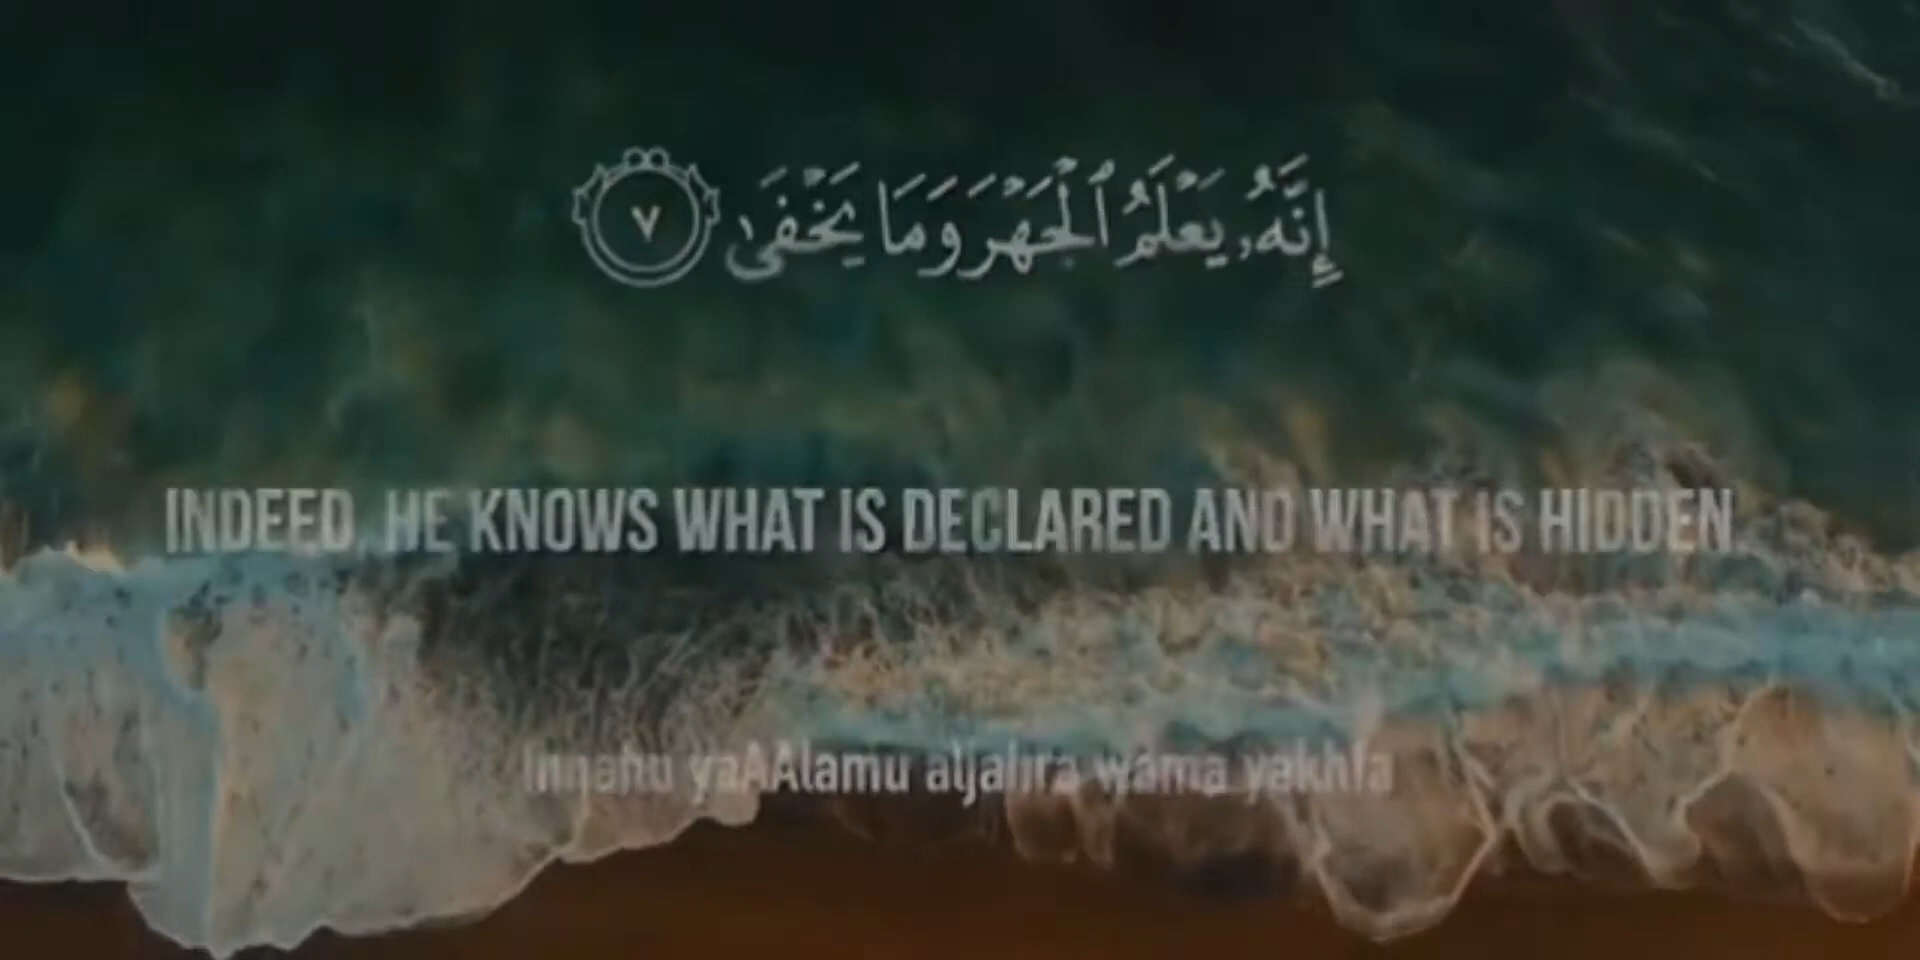 إِنَّهُۥ يَعْلَمُ ٱلْجَهْرَ وَمَا يَخْفَىٰ ٧
INDEED, HE KNOWS WHAT IS DECLARED AND WHAT IS HIDDEN.
Innahu yaAAlamu aljahra wama yakhfa